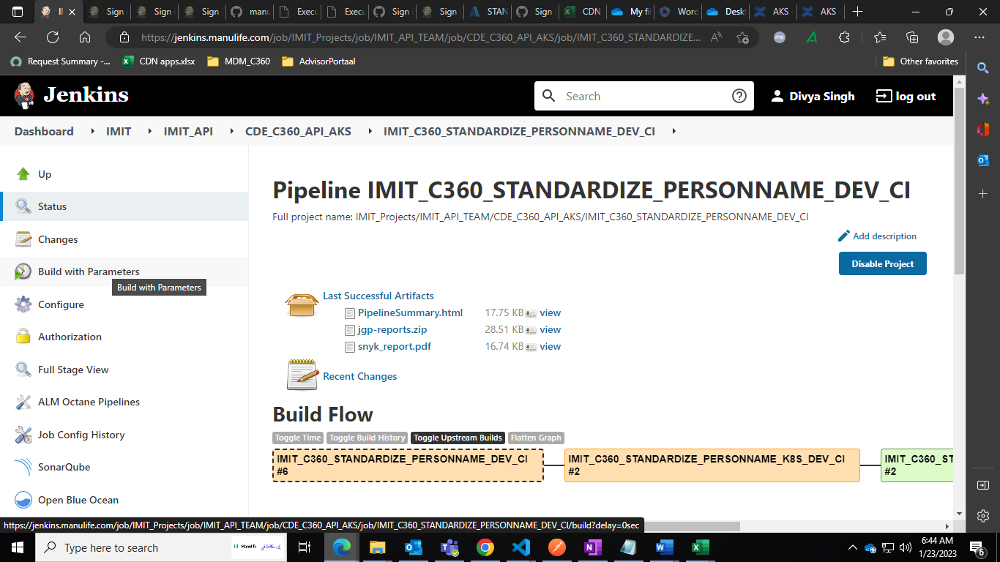 Sign
Sign
Sign
manu
Execu
Execu
Sign
Sign
STAN
Sign
CDN
My fil
Word
Deskt
AKS -
AKS -
https://jenkins.manulife.com/job/IMIT_Projects/job/IMIT_API_TEAM/job/CDE_C360_API_AKS/job/IMIT_C360_STANDARDIZE...
Request Summary -...
CDN apps.xlsx
MDM_C360
AdvisorPortaal
Other favorites
Jenkins
Search
Divya Singh
log out
Dashboard
IMIT
IMIT_API
CDE_C360_API_AKS
IMIT_C360_STANDARDIZE_PERSONNAME_DEV_CI
Up
Status
Changes
Build with Parameters
Build with Parameters
Configure
Authorization
Full Stage View
ALM Octane Pipelines
Job Config History
SonarQube
Open Blue Ocean
Pipeline IMIT_C360_STANDARDIZE_PERSONNAME_DEV_CI
Full project name: IMIT_Projects/IMIT_API_TEAM/CDE_C360_API_AKS/IMIT_C360_STANDARDIZE_PERSONNAME_DEV_CI
Add description
Disable Project
Last Successful Artifacts
PipelineSummary.html 17.75 KB view
jgp-reports.zip 28.51 KB view
snyk_report.pdf 16.74 KB view
Recent Changes
Build Flow
Toggle Time Toggle Build History Toggle Upstream Builds Flatten Graph
IMIT_C360_STANDARDIZE_PERSONNAME_DEV_CI
#6
IMIT_C360_STANDARDIZE_PERSONNAME_K8S_DEV_CI
#2
IMIT_C360_ST
#2
https://jenkins.manulife.com/job/IMIT_Projects/job/IMIT_API_TEAM/job/CDE_C360_API_AKS/job/IMIT_C360_STANDARDIZE_PERSONNAME_DEV_CI/build?delay=0sec
Type here to search
Manulife
6:44 AM
1/23/2023
6